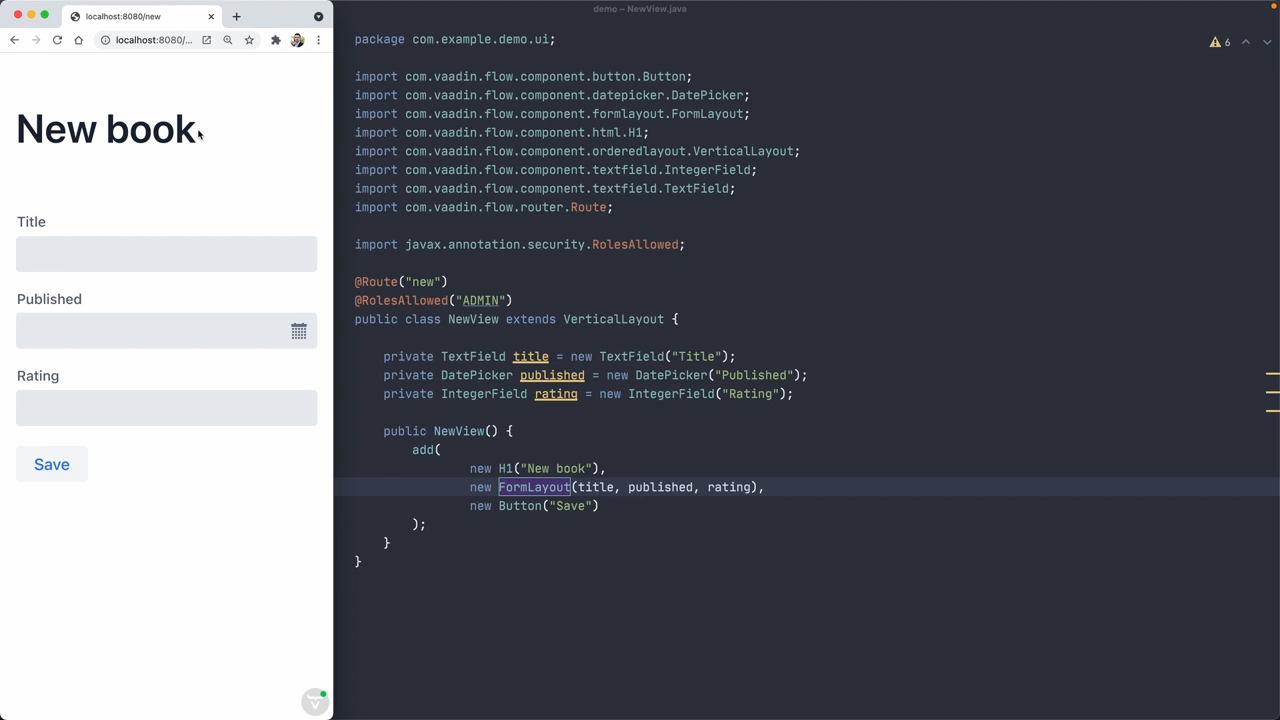 localhost:8080/new
localhost:8080/...
New book
Title
Published
Rating
Save
demo – NewView.java
6
package com.example.demo.ui;
import com.vaadin.flow.component.button.Button;
import com.vaadin.flow.component.datepicker.DatePicker;
import com.vaadin.flow.component.formlayout.FormLayout;
import com.vaadin.flow.component.html.H1;
import com.vaadin.flow.component.orderedlayout.VerticalLayout;
import com.vaadin.flow.component.textfield.IntegerField;
import com.vaadin.flow.component.textfield.TextField;
import com.vaadin.flow.router.Route;
import javax.annotation.security.RolesAllowed;
@Route("new")
@RolesAllowed("ADMIN")
public class NewView extends VerticalLayout {
private TextField title = new TextField("Title");
private DatePicker published = new DatePicker("Published");
private IntegerField rating = new IntegerField("Rating");
public NewView() {
add(
new H1("New book"),
new FormLayout(title, published, rating),
new Button("Save")
);
}
}